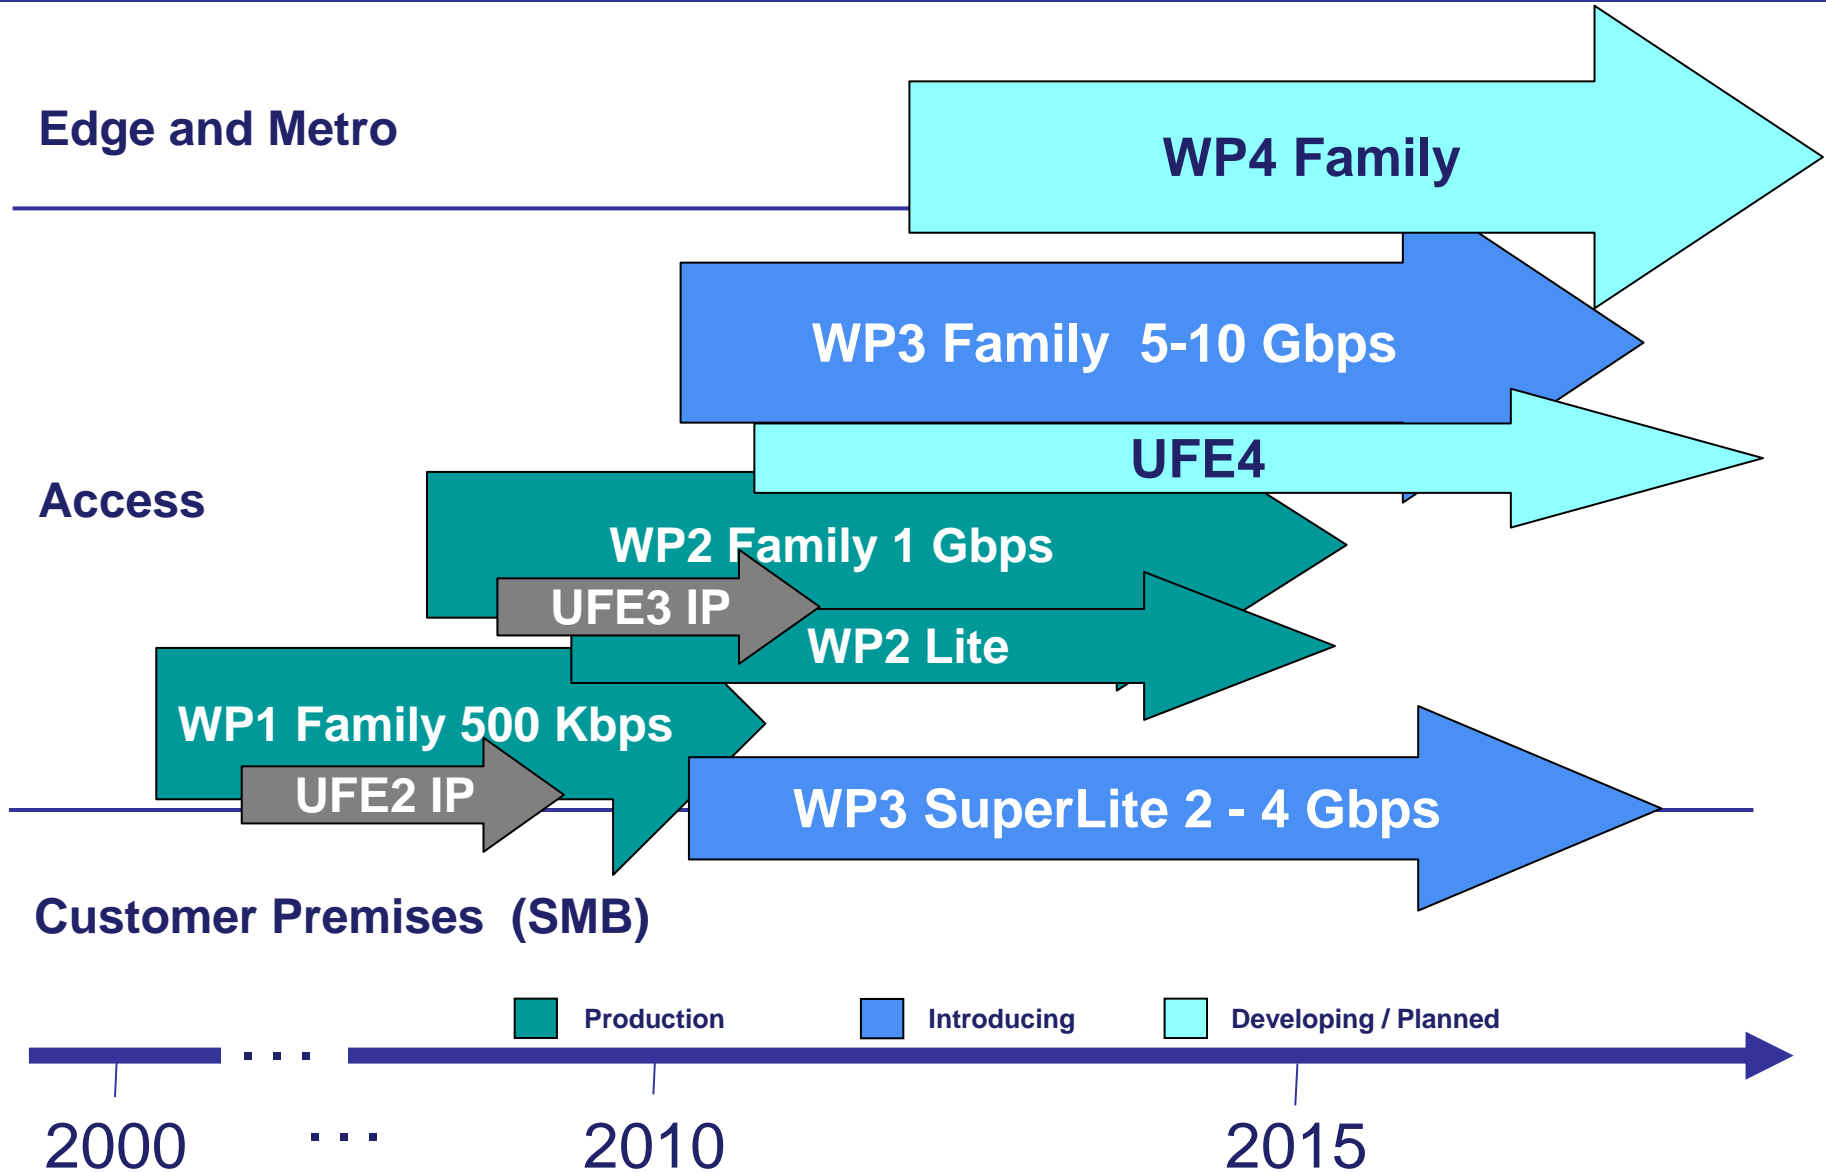 Edge and Metro
WP4 Family
WP3 Family 5-10 Gbps
UFE4
Access
WP2 Family 1 Gbps
UFE3 IP
WP2 Lite
WP1 Family 500 Kbps
UFE2 IP
WP3 SuperLite 2 - 4 Gbps
Customer Premises (SMB)
Production
Introducing
Developing / Planned
. . .
2000
. . .
2010
2015